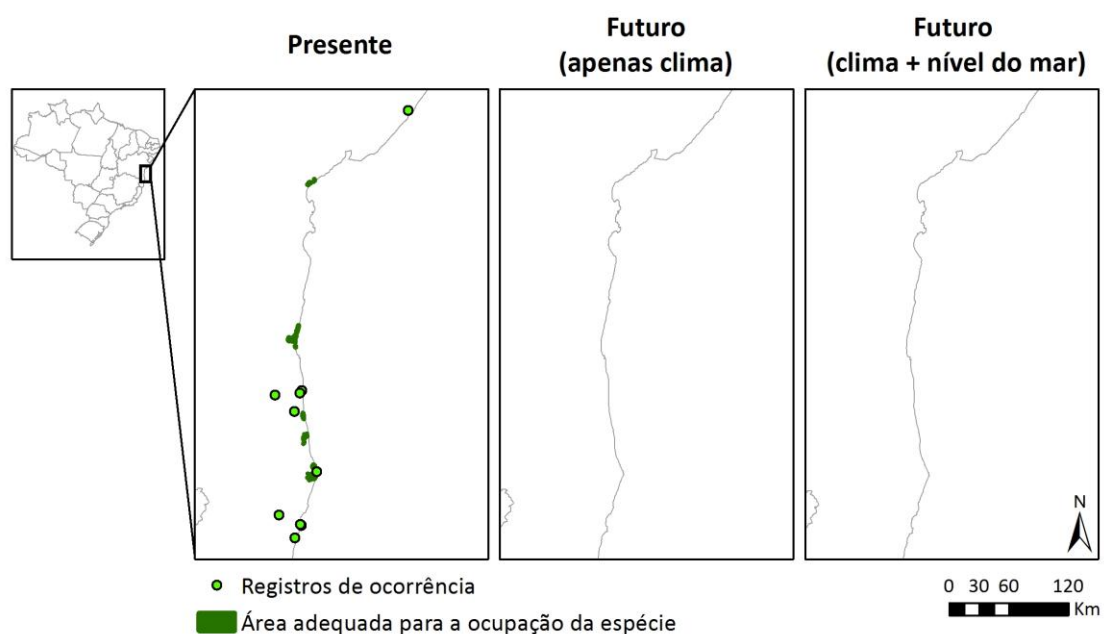 Presente
Futuro
(apenas clima)
Futuro
(clima + nível do mar)
N
Registros de ocorrência
Área adequada para a ocupação da espécie
0 30 60 120
Km